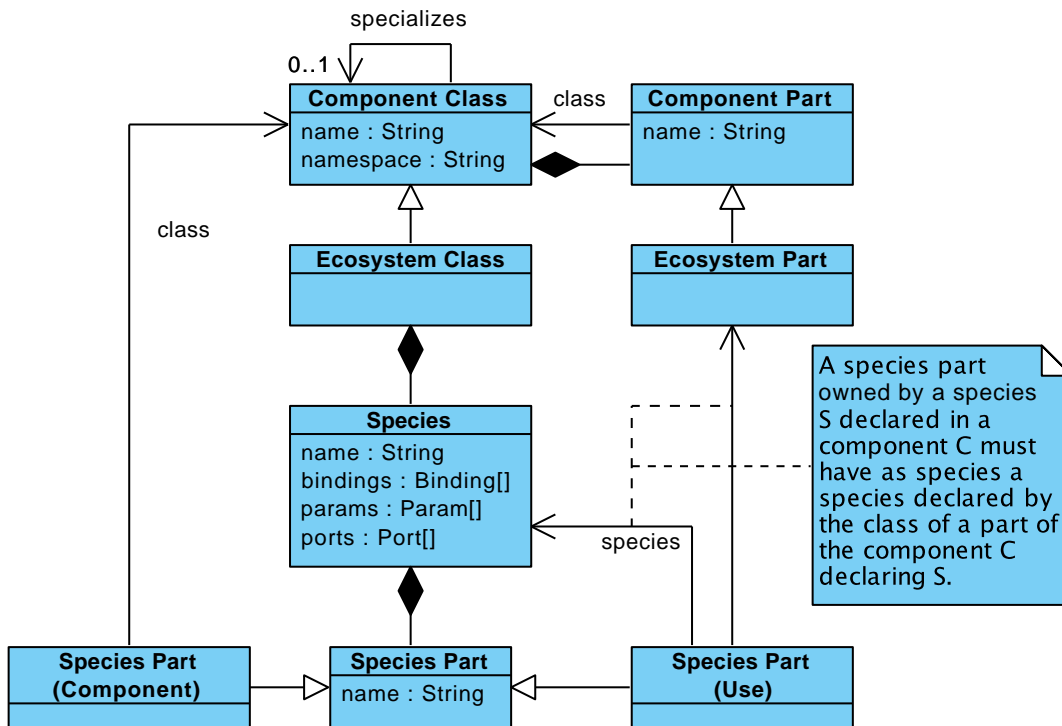 specializes
0..1
Component Class
name : String
namespace : String
class
Component Part
name : String
class
Ecosystem Class
Ecosystem Part
A species part
owned by a species
S declared in a
component C must
have as species a
species declared by
the class of a part of
the component C
declaring S.
Species
name : String
bindings : Binding[]
params : Param[]
ports : Port[]
species
Species Part
(Component)
Species Part
name : String
Species Part
(Use)